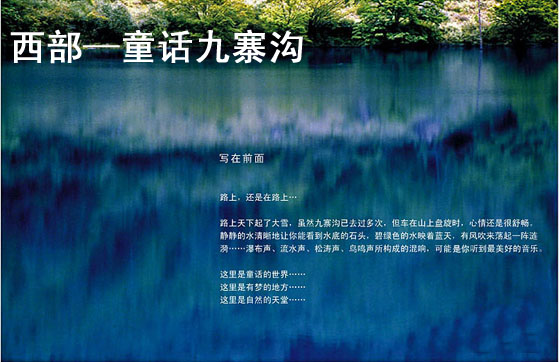 西部—童话九寨沟
写在前面
路上，还是在路上…
路上天下起了大雪，虽然九寨沟已去过多次，但车在山上盘旋时，心情还是很舒畅。
静静的水清晰地让你能看到水底的石头，碧绿色的水映着蓝天，有风吹来荡起一阵涟
漪……瀑布声、流水声、松涛声、鸟鸣声所构成的混响，可能是你听到最美好的音乐。
这里是童话的世界……
这里是有梦的地方……
这里是自然的天堂……